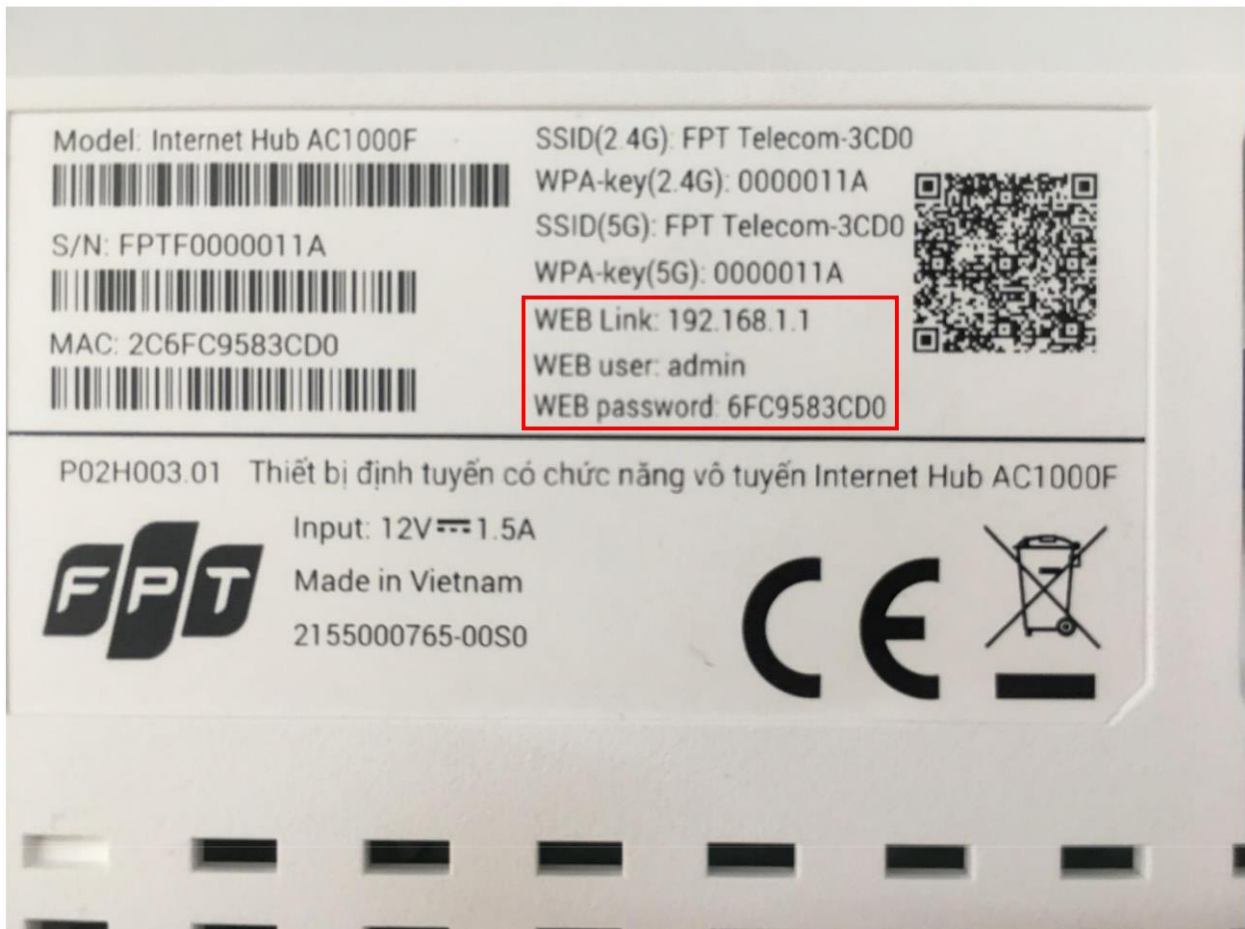 Model: Internet Hub AC1000F
S/N: FPTF0000011A
MAC: 2C6FC9583CD0
SSID(2.4G): FPT Telecom-3CD0
WPA-key(2.4G): 0000011A
SSID(5G): FPT Telecom-3CD0
WPA-key(5G): 0000011A
WEB Link: 192.168.1.1
WEB user: admin
WEB password: 6FC9583CD0
P02H003.01 Thiết bị định tuyến có chức năng vô tuyến Internet Hub AC1000F
FPT
Input: 12V⎓1.5A
Made in Vietnam
2155000765-00S0
CE